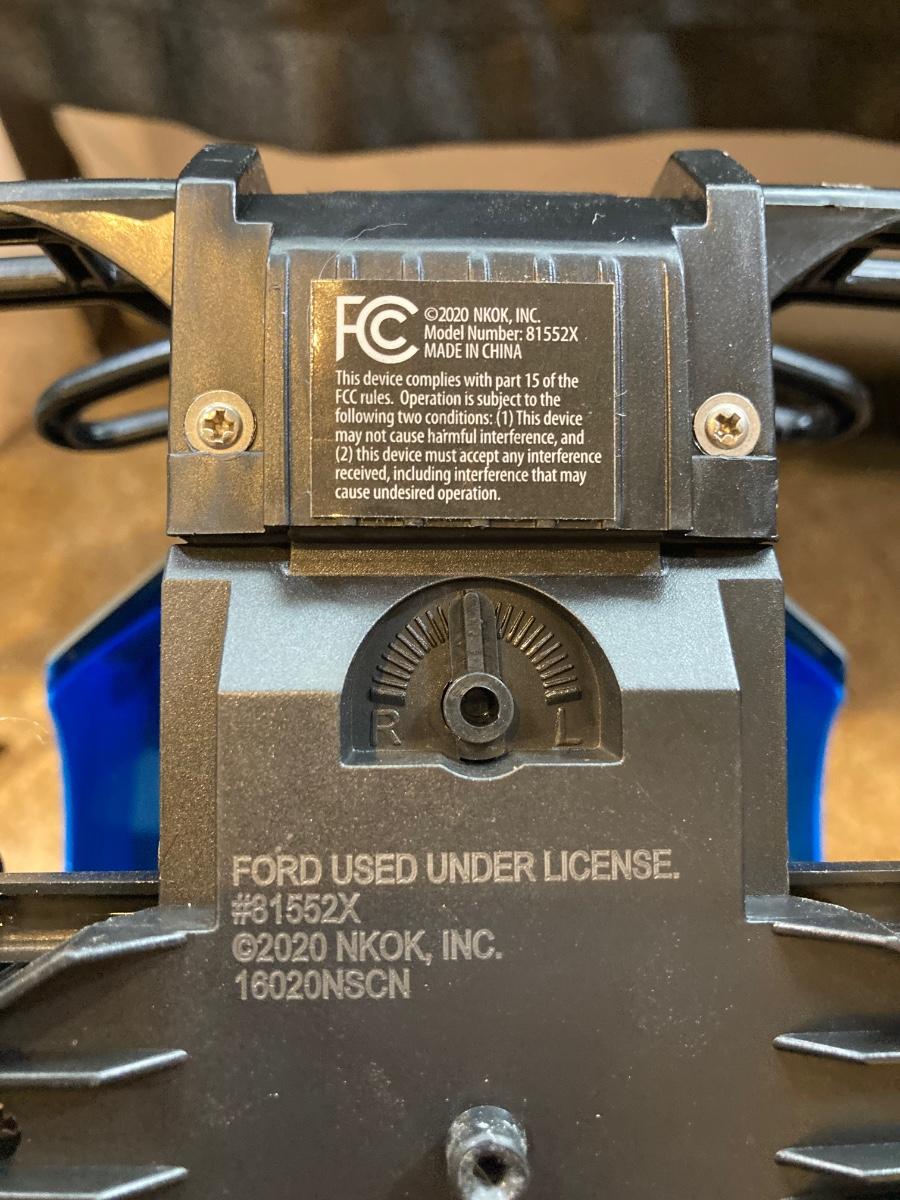 FC ©2020 NKOK, INC.
Model Number: 81552X
MADE IN CHINA
This device complies with part 15 of the
FCC rules. Operation is subject to the
following two conditions: (1) This device
may not cause harmful interference, and
(2) this device must accept any interference
received, including interference that may
cause undesired operation.
R L
FORD USED UNDER LICENSE.
#81552X
©2020 NKOK, INC.
16020NSCN